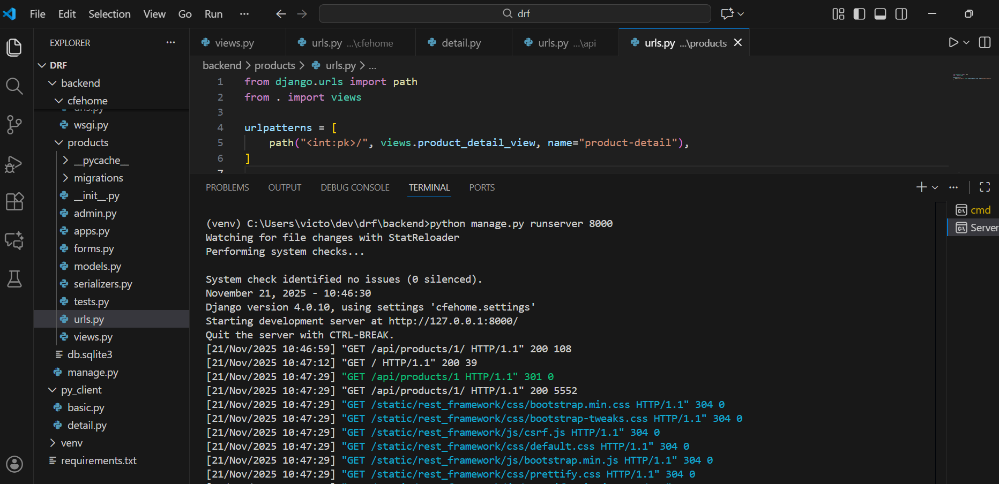 File Edit Selection View Go Run ··· drf
EXPLORER ···
views.py urls.py ...\cfehome detail.py urls.py ...\api urls.py ...\products
DRF
backend
cfehome
urls.py
wsgi.py
products
__pycache__
migrations
__init__.py
admin.py
apps.py
forms.py
models.py
serializers.py
tests.py
urls.py
views.py
db.sqlite3
manage.py
py_client
basic.py
detail.py
venv
requirements.txt
backend > products > urls.py > ...
1 from django.urls import path
2 from . import views
3
4 urlpatterns = [
5 path("<int:pk>/", views.product_detail_view, name="product-detail"),
6 ]
7
PROBLEMS OUTPUT DEBUG CONSOLE TERMINAL PORTS
cmd
Server
(venv) C:\Users\victo\dev\drf\backend>python manage.py runserver 8000
Watching for file changes with StatReloader
Performing system checks...
System check identified no issues (0 silenced).
November 21, 2025 - 10:46:30
Django version 4.0.10, using settings 'cfehome.settings'
Starting development server at http://127.0.0.1:8000/
Quit the server with CTRL-BREAK.
[21/Nov/2025 10:46:59] "GET /api/products/1/ HTTP/1.1" 200 108
[21/Nov/2025 10:47:12] "GET / HTTP/1.1" 200 39
[21/Nov/2025 10:47:29] "GET /api/products/1 HTTP/1.1" 301 0
[21/Nov/2025 10:47:29] "GET /api/products/1/ HTTP/1.1" 200 5552
[21/Nov/2025 10:47:29] "GET /static/rest_framework/css/bootstrap.min.css HTTP/1.1" 304 0
[21/Nov/2025 10:47:29] "GET /static/rest_framework/css/bootstrap-tweaks.css HTTP/1.1" 304 0
[21/Nov/2025 10:47:29] "GET /static/rest_framework/js/csrf.js HTTP/1.1" 304 0
[21/Nov/2025 10:47:29] "GET /static/rest_framework/css/default.css HTTP/1.1" 304 0
[21/Nov/2025 10:47:29] "GET /static/rest_framework/js/bootstrap.min.js HTTP/1.1" 304 0
[21/Nov/2025 10:47:29] "GET /static/rest_framework/css/prettify.css HTTP/1.1" 304 0